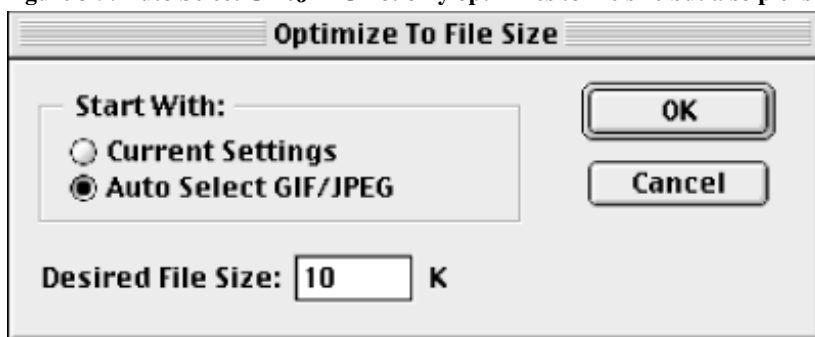 Optimize To File Size
Start With:
Current Settings
Auto Select GIF/JPEG
OK
Cancel
Desired File Size: 10 K